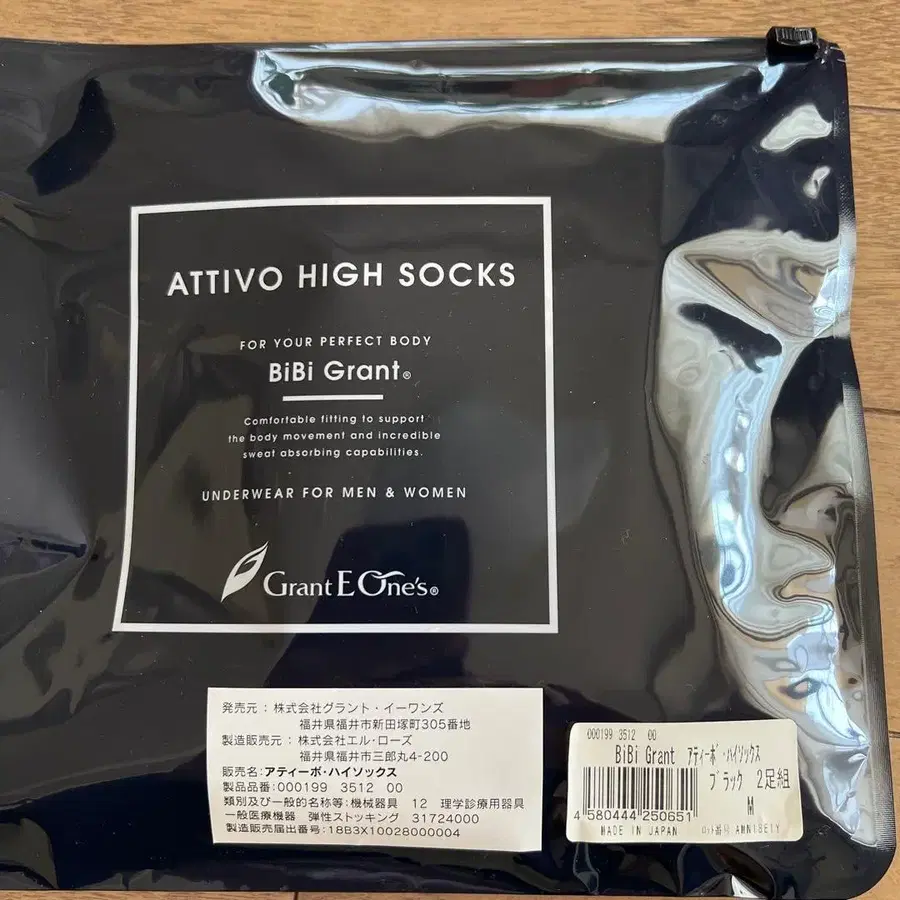 ATTIVO HIGH SOCKS
FOR YOUR PERFECT BODY
BiBi Grant®
Comfortable fitting to support
the body movement and incredible
sweat absorbing capabilities.
UNDERWEAR FOR MEN & WOMEN
Grant E One's®
発売元:株式会社グラント・イーワンズ
福井県福井市新田塚町305番地
製造販売元:株式会社エル・ローズ
福井県福井市三郎丸4-200
販売名:アティーボ・ハイソックス
製品品番:000199 3512 00
類別及び一般的名称等:機械器具 12 理学診療用器具
一般医療機器 弾性ストッキング 31724000
製造販売届出番号:18B3X10028000004
000199 3512 00
BiBi Grant アティーボ・ハイソックス
ブラック 2足組
M
4 580444 250651
MADE IN JAPAN ロット番号 AMN18E1Y